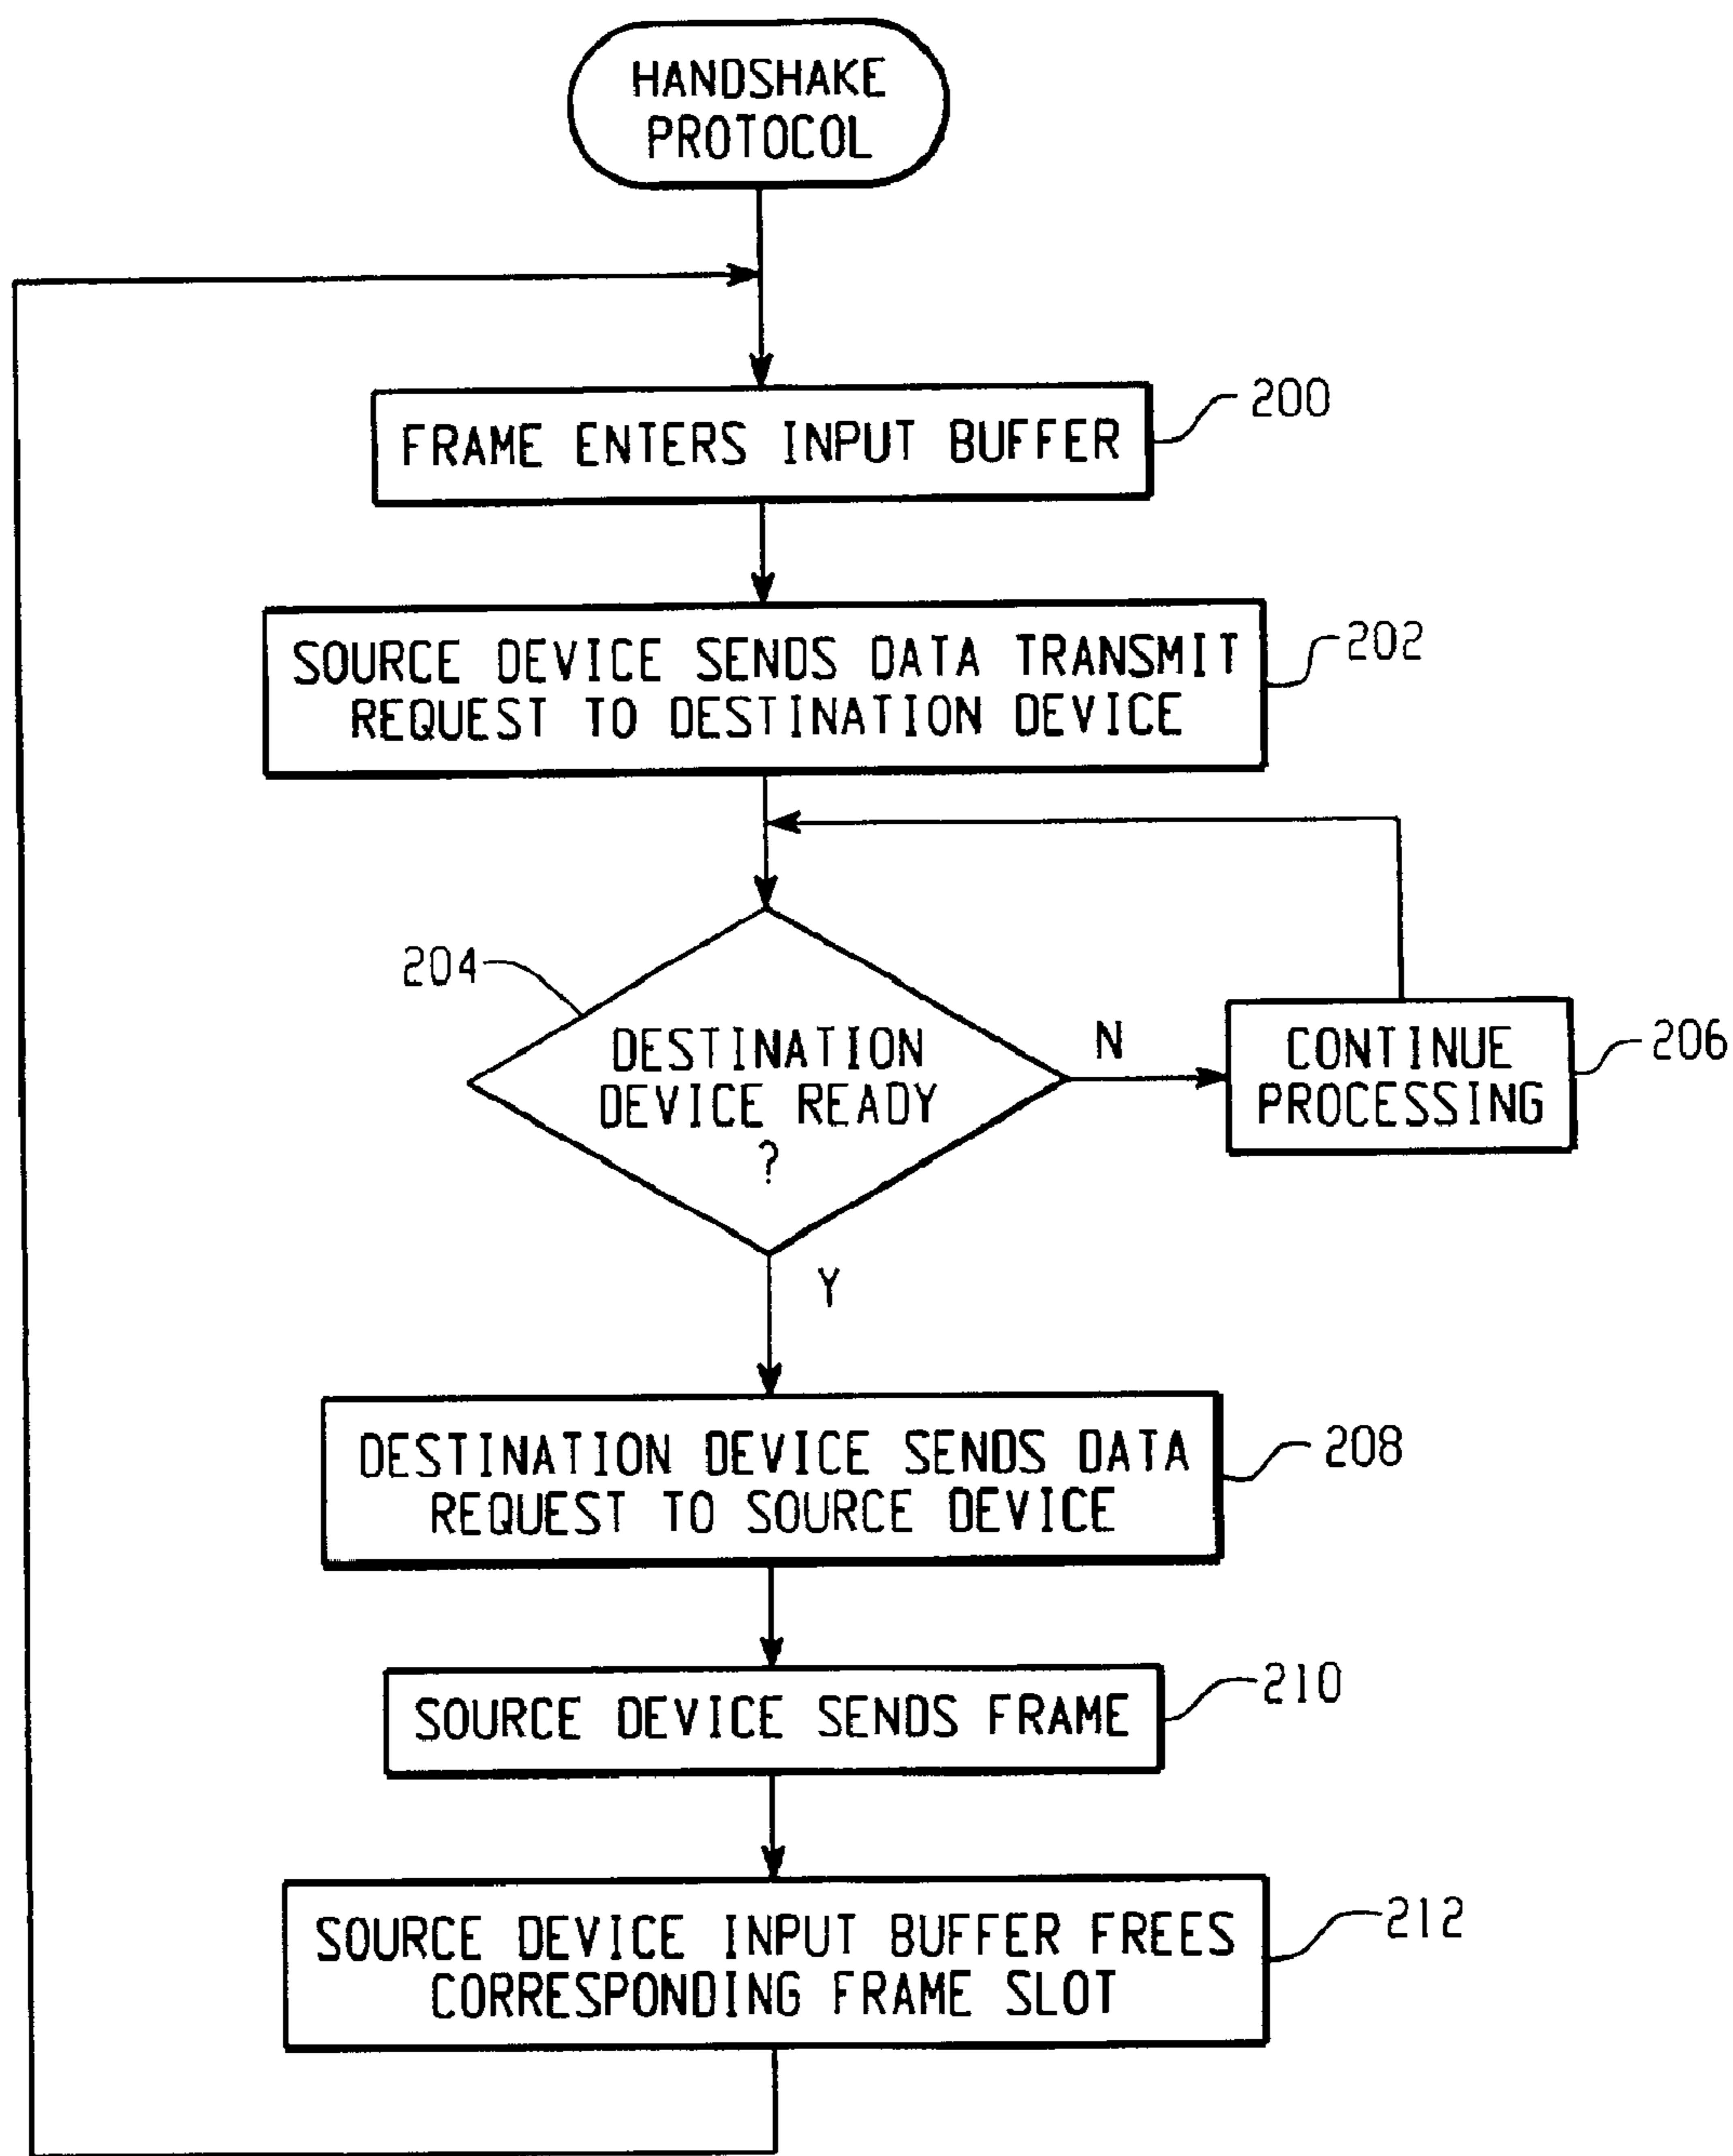 HANDSHAKE
PROTOCOL
FRAME ENTERS INPUT BUFFER
200
SOURCE DEVICE SENDS DATA TRANSMIT
REQUEST TO DESTINATION DEVICE
202
204
DESTINATION
DEVICE READY
?
N
CONTINUE
PROCESSING
206
Y
DESTINATION DEVICE SENDS DATA
REQUEST TO SOURCE DEVICE
208
SOURCE DEVICE SENDS FRAME
210
SOURCE DEVICE INPUT BUFFER FREES
CORRESPONDING FRAME SLOT
212